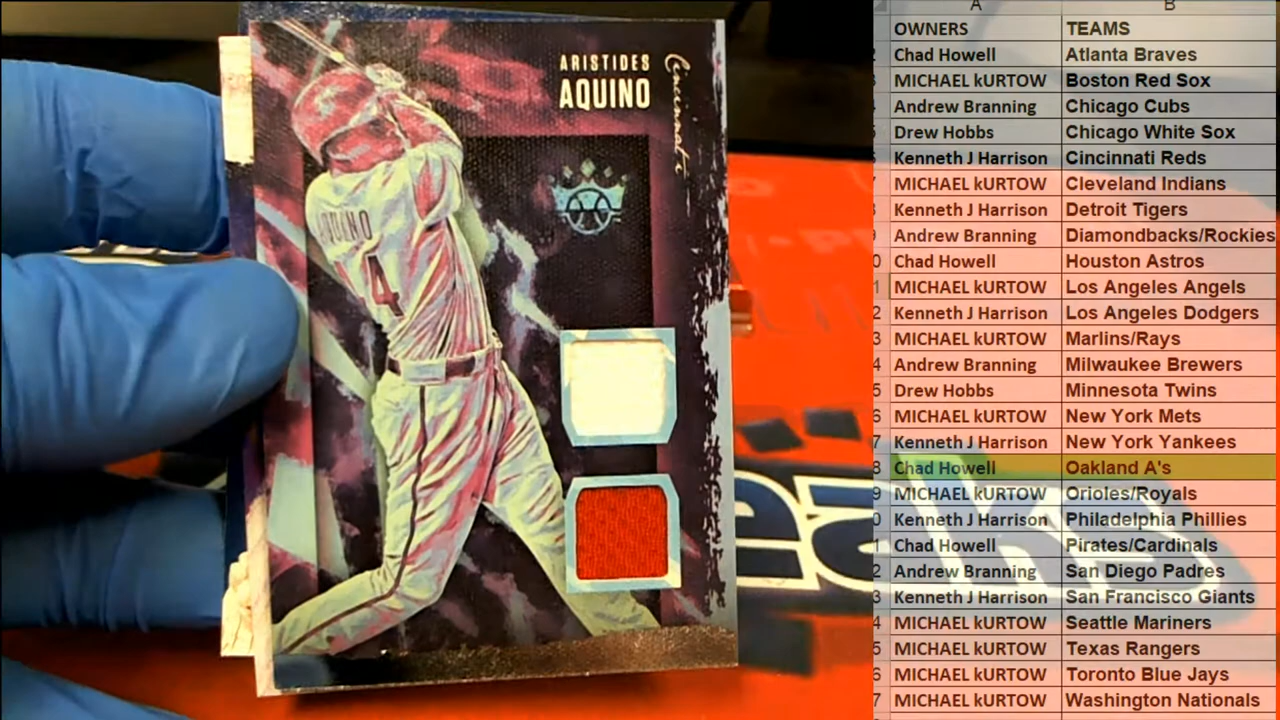 ARISTIDES
AQUINO
Cincinnati
4
A B
OWNERS TEAMS
Chad Howell Atlanta Braves
MICHAEL kURTOW Boston Red Sox
Andrew Branning Chicago Cubs
Drew Hobbs Chicago White Sox
Kenneth J Harrison Cincinnati Reds
MICHAEL kURTOW Cleveland Indians
Kenneth J Harrison Detroit Tigers
Andrew Branning Diamondbacks/Rockies
Chad Howell Houston Astros
MICHAEL kURTOW Los Angeles Angels
Kenneth J Harrison Los Angeles Dodgers
MICHAEL kURTOW Marlins/Rays
Andrew Branning Milwaukee Brewers
Drew Hobbs Minnesota Twins
MICHAEL kURTOW New York Mets
Kenneth J Harrison New York Yankees
Chad Howell Oakland A's
MICHAEL kURTOW Orioles/Royals
Kenneth J Harrison Philadelphia Phillies
Chad Howell Pirates/Cardinals
Andrew Branning San Diego Padres
Kenneth J Harrison San Francisco Giants
MICHAEL kURTOW Seattle Mariners
MICHAEL kURTOW Texas Rangers
MICHAEL kURTOW Toronto Blue Jays
MICHAEL kURTOW Washington Nationals